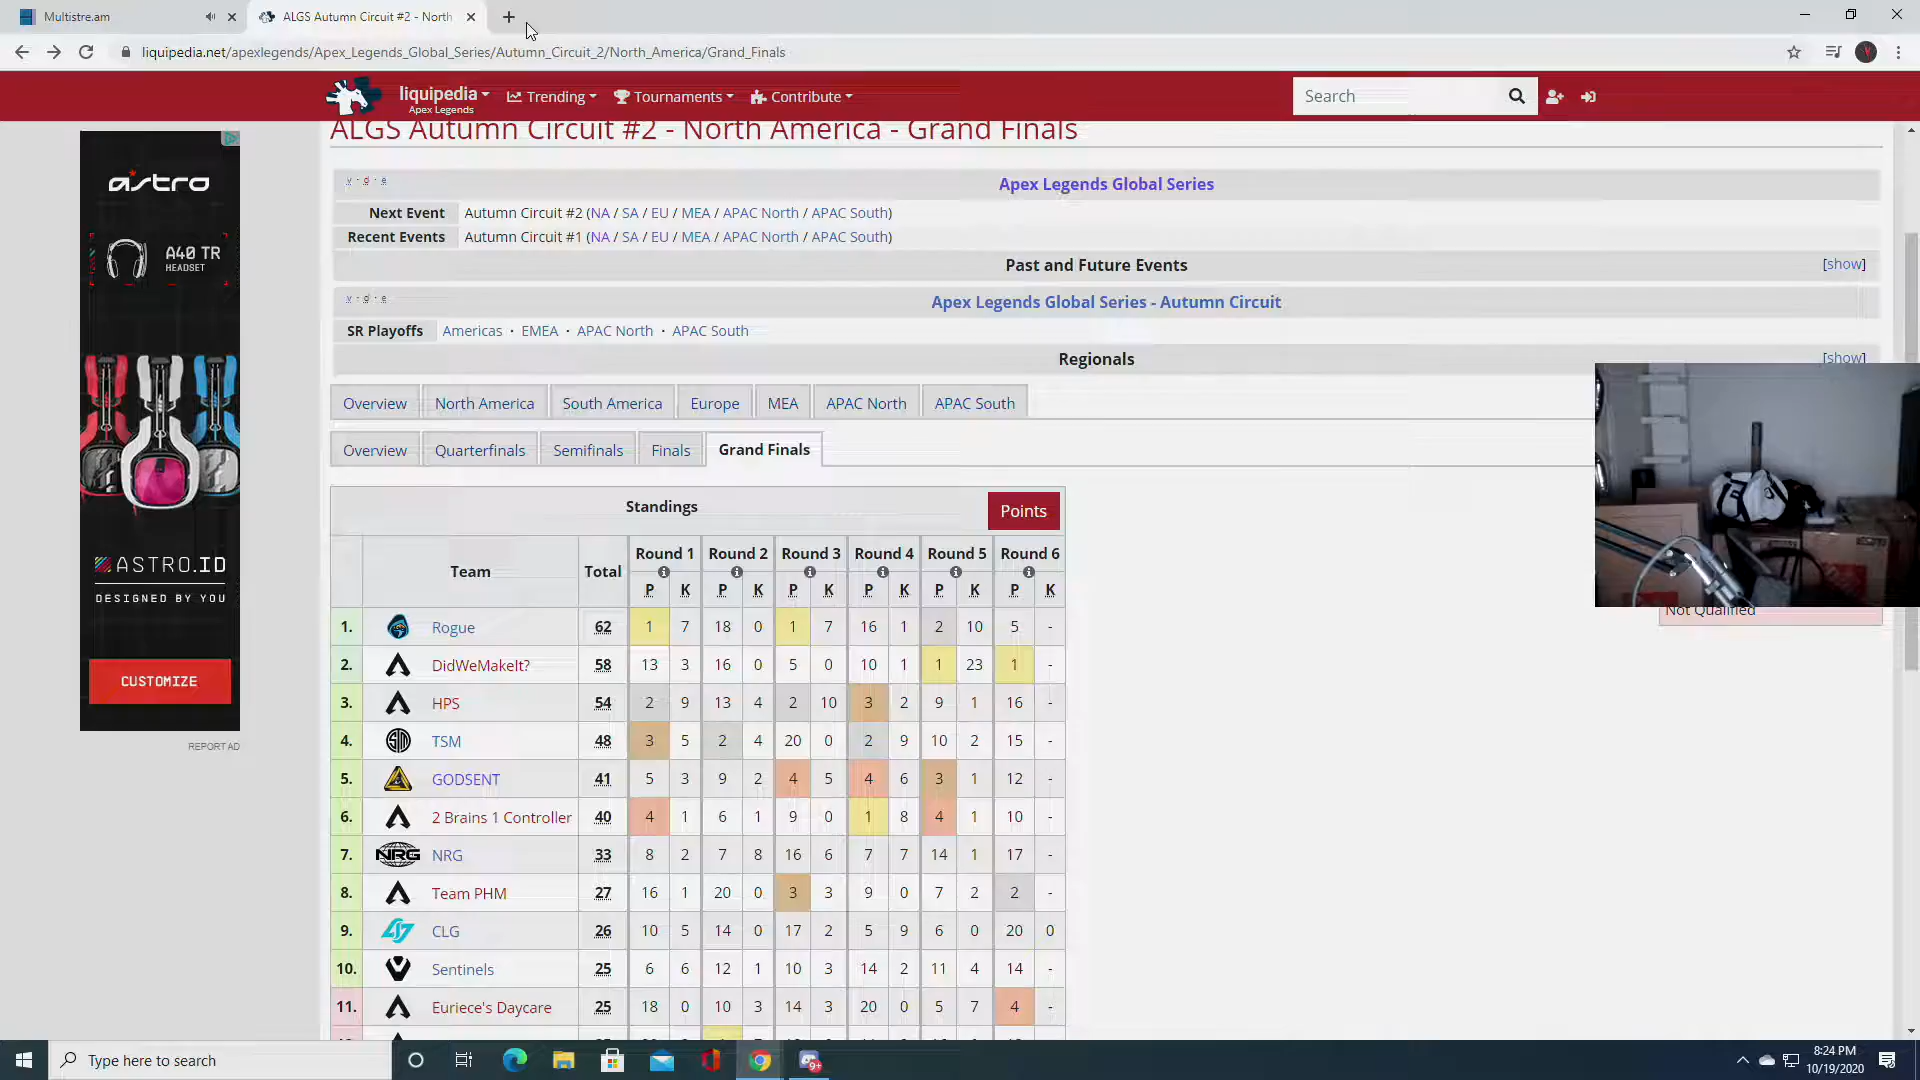 Multistre.am
ALGS Autumn Circuit #2 - North
liquipedia.net/apexlegends/Apex_Legends_Global_Series/Autumn_Circuit_2/North_America/Grand_Finals
liquipedia
Apex Legends
Trending
Tournaments
Contribute
Search
ALGS Autumn Circuit #2 - North America - Grand Finals
v · d · e
Apex Legends Global Series
Next Event Autumn Circuit #2 (NA / SA / EU / MEA / APAC North / APAC South)
Recent Events Autumn Circuit #1 (NA / SA / EU / MEA / APAC North / APAC South)
Past and Future Events [show]
v · d · e
Apex Legends Global Series - Autumn Circuit
SR Playoffs Americas · EMEA · APAC North · APAC South
Regionals [show]
Overview North America South America Europe MEA APAC North APAC South
Overview Quarterfinals Semifinals Finals Grand Finals
Standings Points
Team Total Round 1 Round 2 Round 3 Round 4 Round 5 Round 6
P K P K P K P K P K P K
1. Rogue 62 1 7 18 0 1 7 16 1 2 10 5 -
2. DidWeMakeIt? 58 13 3 16 0 5 0 10 1 1 23 1 -
3. HPS 54 2 9 13 4 2 10 3 2 9 1 16 -
4. TSM 48 3 5 2 4 20 0 2 9 10 2 15 -
5. GODSENT 41 5 3 9 2 4 5 4 6 3 1 12 -
6. 2 Brains 1 Controller 40 4 1 6 1 9 0 1 8 4 1 10 -
7. NRG NRG 33 8 2 7 8 16 6 7 7 14 1 17 -
8. Team PHM 27 16 1 20 0 3 3 9 0 7 2 2 -
9. CLG 26 10 5 14 0 17 2 5 9 6 0 20 0
10. Sentinels 25 6 6 12 1 10 3 14 2 11 4 14 -
11. Euriece's Daycare 25 18 0 10 3 14 3 20 0 5 7 4 -
Not Qualified
astro
A40 TR
HEADSET
ASTRO.ID
DESIGNED BY YOU
CUSTOMIZE
REPORT AD
Type here to search
9+
8:24 PM
10/19/2020